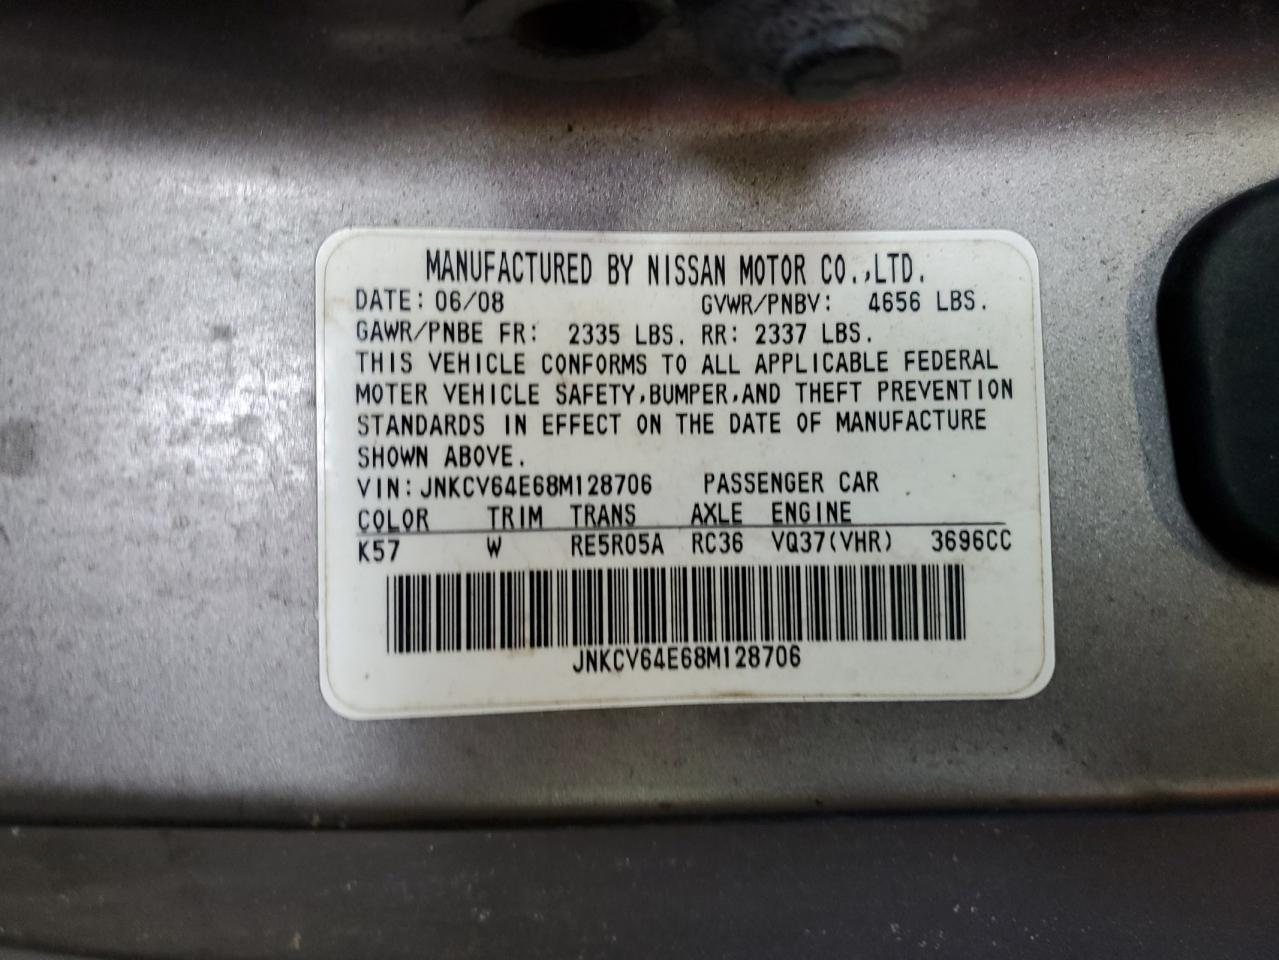 MANUFACTURED BY NISSAN MOTOR CO.,LTD.
DATE: 06/08 GVWR/PNBV: 4656 LBS.
GAWR/PNBE FR: 2335 LBS. RR: 2337 LBS.
THIS VEHICLE CONFORMS TO ALL APPLICABLE FEDERAL
MOTER VEHICLE SAFETY,BUMPER,AND THEFT PREVENTION
STANDARDS IN EFFECT ON THE DATE OF MANUFACTURE
SHOWN ABOVE.
VIN: JNKCV64E68M128706 PASSENGER CAR
COLOR TRIM TRANS AXLE ENGINE
K57 W RE5R05A RC36 VQ37(VHR) 3696CC
JNKCV64E68M128706